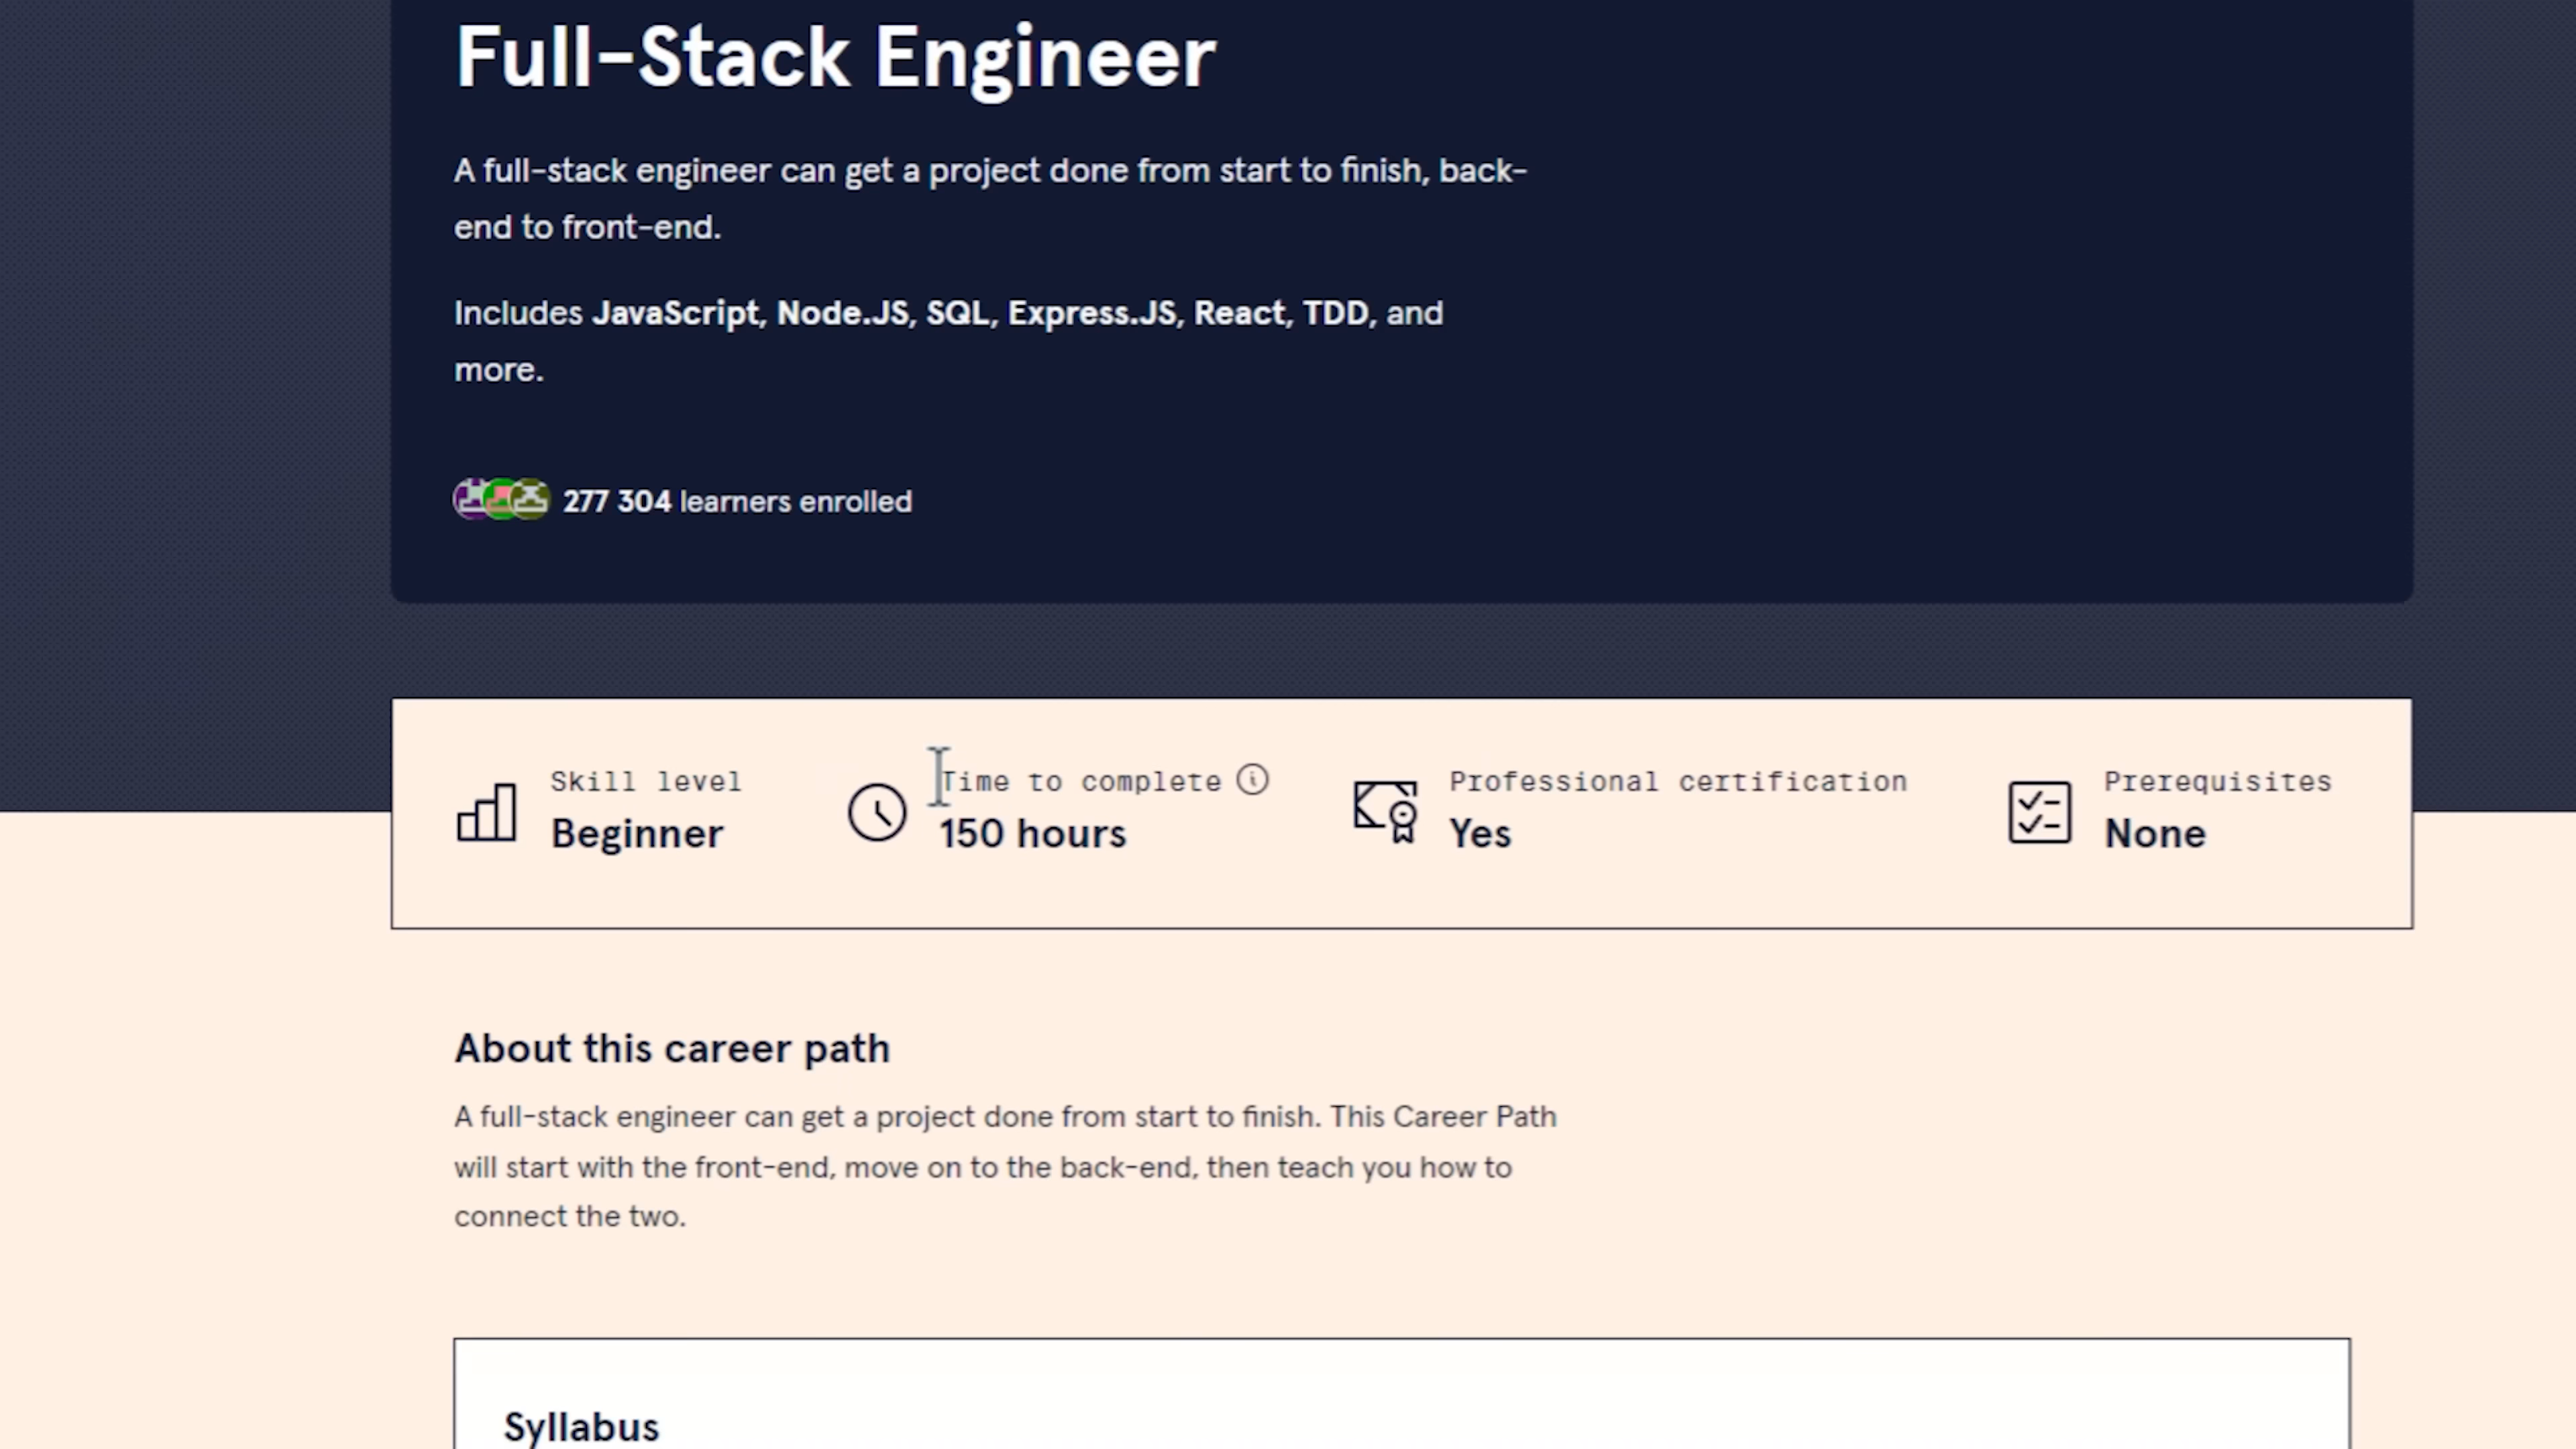 Full-Stack Engineer
A full-stack engineer can get a project done from start to finish, back-
end to front-end.
Includes JavaScript, Node.JS, SQL, Express.JS, React, TDD, and
more.
277 304 learners enrolled
Skill level
Beginner
Time to complete
150 hours
Professional certification
Yes
Prerequisites
None
About this career path
A full-stack engineer can get a project done from start to finish. This Career Path
will start with the front-end, move on to the back-end, then teach you how to
connect the two.
Syllabus